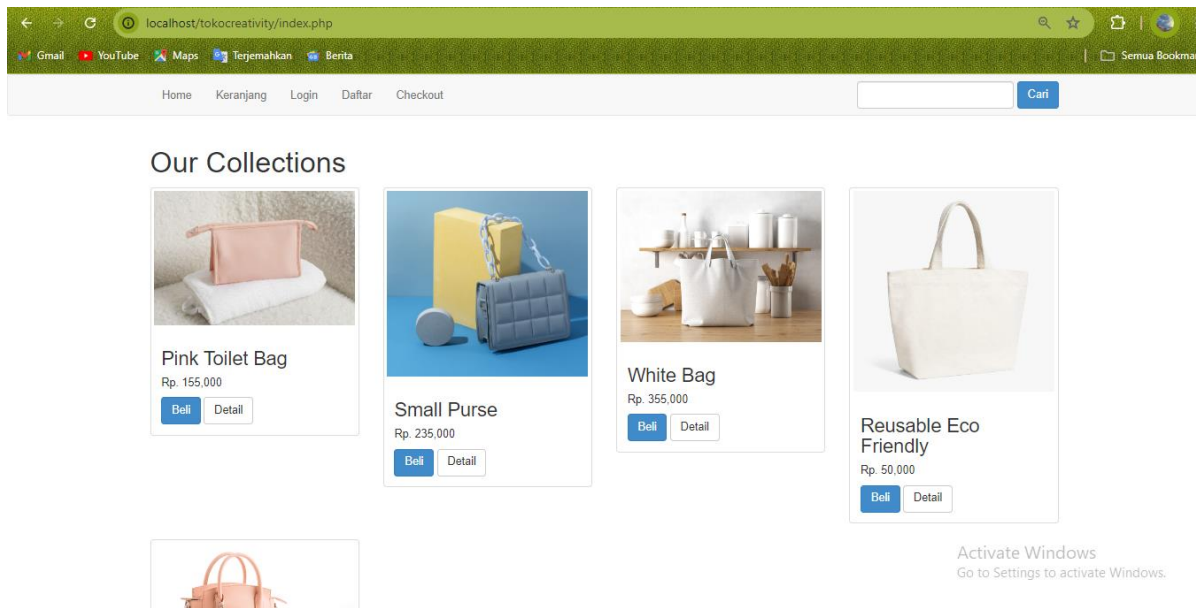 localhost/tokocreativity/index.php
Gmail YouTube Maps Terjemahkan Berita Semua Bookma
Home Keranjang Login Daftar Checkout Cari
Our Collections
Pink Toilet Bag
Rp. 155,000
Beli Detail
Small Purse
Rp. 235,000
Beli Detail
White Bag
Rp. 355,000
Beli Detail
Reusable Eco
Friendly
Rp. 50,000
Beli Detail
Activate Windows
Go to Settings to activate Windows.